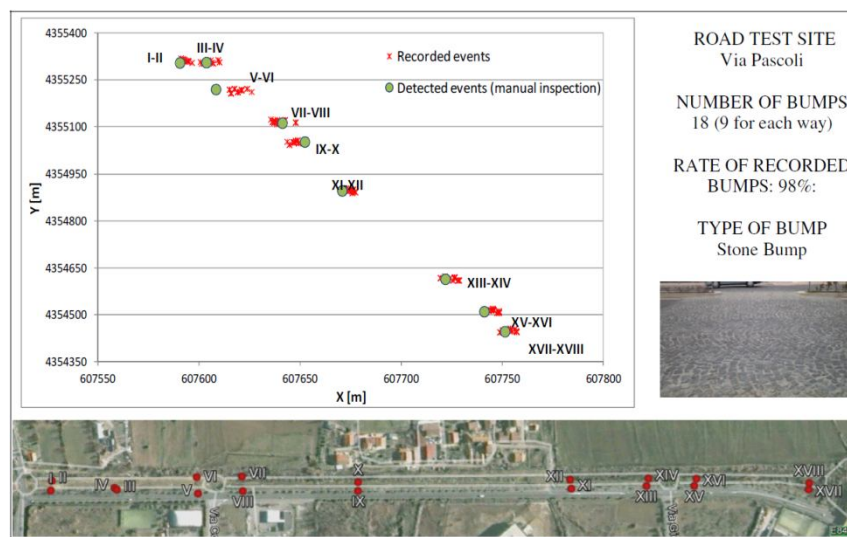 4355400
4355250
4355100
4354950
4354800
4354650
4354500
4354350
Y [m]
607550
607600
607650
607700
607750
607800
X [m]
I-II
III-IV
V-VI
VII-VIII
IX-X
XI-XII
XIII-XIV
XV-XVI
XVII-XVIII
Recorded events
Detected events (manual inspection)
ROAD TEST SITE
Via Pascoli
NUMBER OF BUMPS
18 (9 for each way)
RATE OF RECORDED
BUMPS: 98%:
TYPE OF BUMP
Stone Bump
I II
IV III
VI
V
VII
VIII
X
IX
XII
XI
XIV
XIII
XVI
XV
XVIII
XVII
Via G